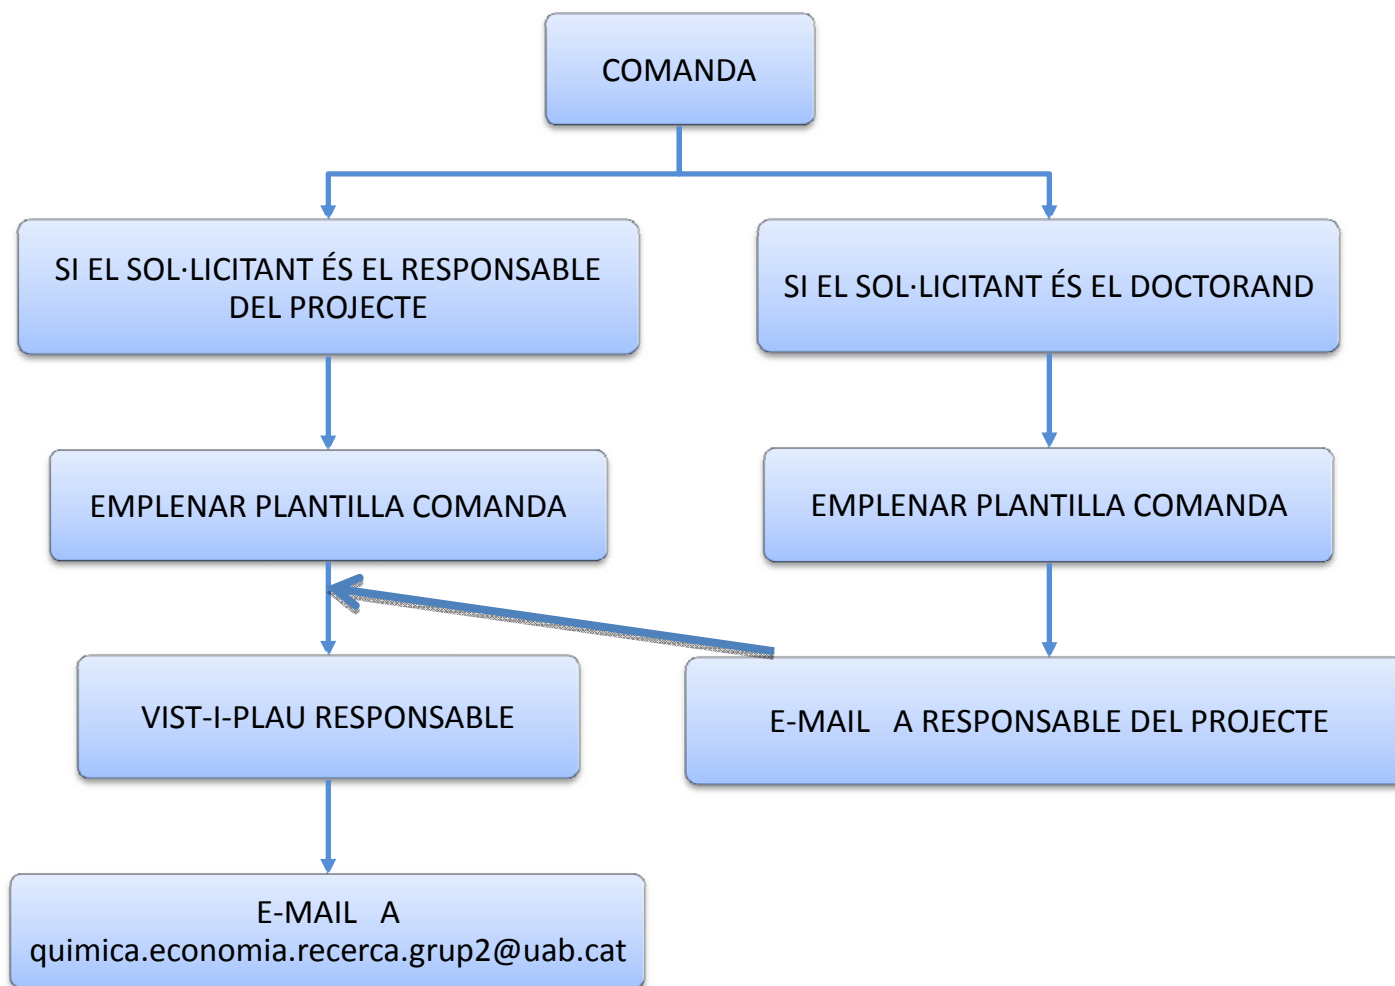 COMANDA
SI EL SOL·LICITANT ÉS EL RESPONSABLE
DEL PROJECTE
SI EL SOL·LICITANT ÉS EL DOCTORAND
EMPLENAR PLANTILLA COMANDA
EMPLENAR PLANTILLA COMANDA
VIST-I-PLAU RESPONSABLE
E-MAIL   A RESPONSABLE DEL PROJECTE
E-MAIL   A
quimica.economia.recerca.grup2@uab.cat